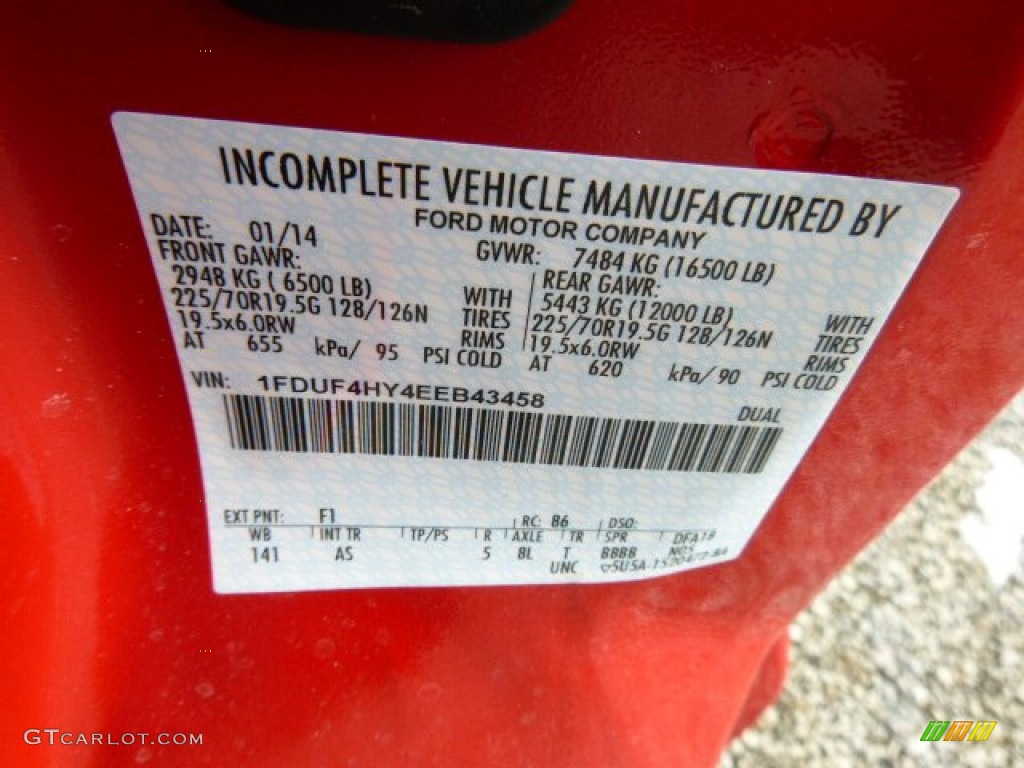 INCOMPLETE VEHICLE MANUFACTURED BY
FORD MOTOR COMPANY
DATE: 01/14 GVWR: 7484 KG (16500 LB)
FRONT GAWR: REAR GAWR:
2948 KG ( 6500 LB) WITH 5443 KG (12000 LB) WITH
225/70R19.5G 128/126N TIRES 225/70R19.5G 128/126N TIRES
19.5x6.0RW RIMS 19.5x6.0RW RIMS
AT 655 kPa/ 95 PSI COLD AT 620 kPa/ 90 PSI COLD
VIN: 1FDUF4HY4EEB43458
DUAL
EXT PNT: F1 RC: B6 DSO:
WB INT TR TP/PS R AXLE TR SPR DFA18
141 AS 5 8L T BBBB N05
UNC
GTCARLOT.COM